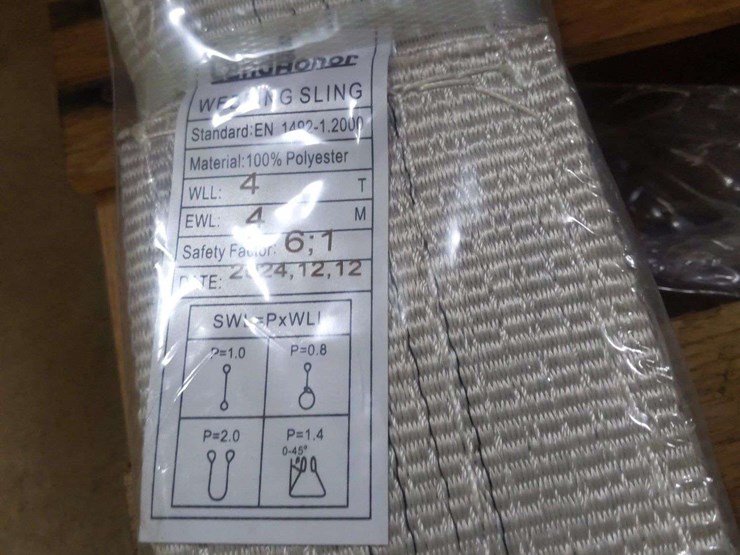 SLING
Standard:EN 1492-1.2000
Material:100% Polyester
WLL: 4 T
EWL: 4 M
Safety Factor: 6;1
DATE: 2024,12,12
SWL=PxWLL
P=1.0 P=0.8
P=2.0 P=1.4
0-45°